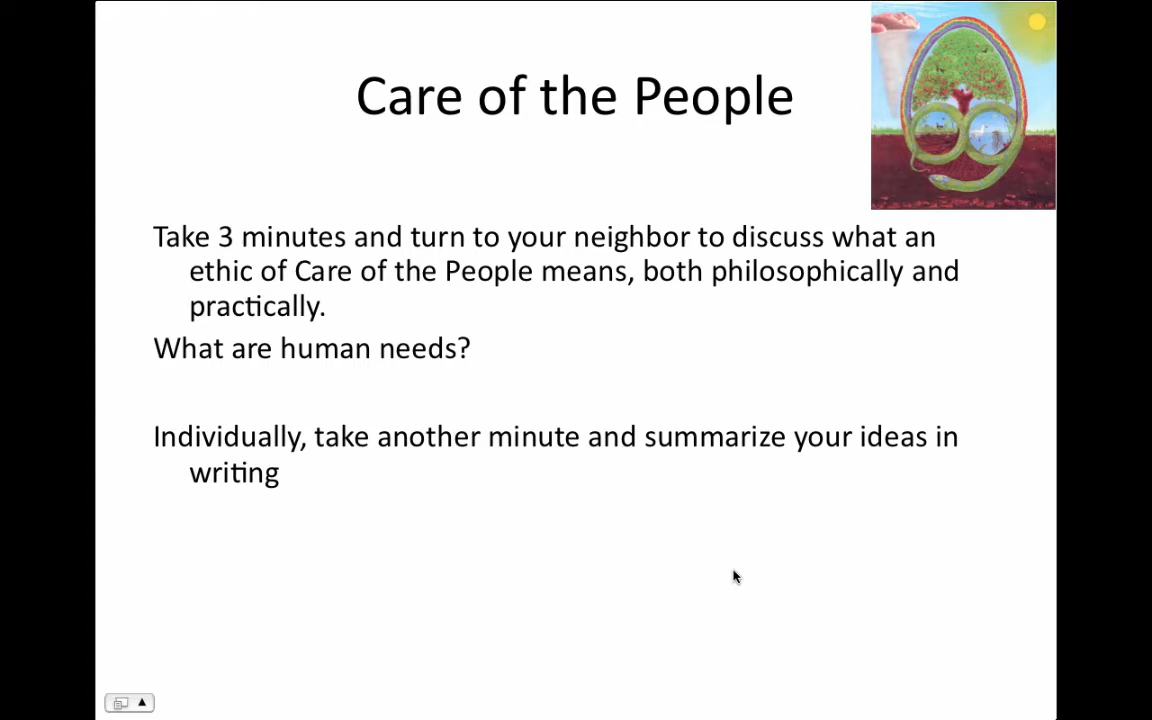 Care of the People
Take 3 minutes and turn to your neighbor to discuss what an
ethic of Care of the People means, both philosophically and
practically.
What are human needs?
Individually, take another minute and summarize your ideas in
writing